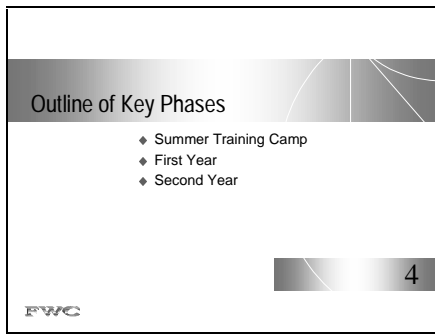 Outline of Key Phases
Summer Training Camp
First Year
Second Year
4
FWC